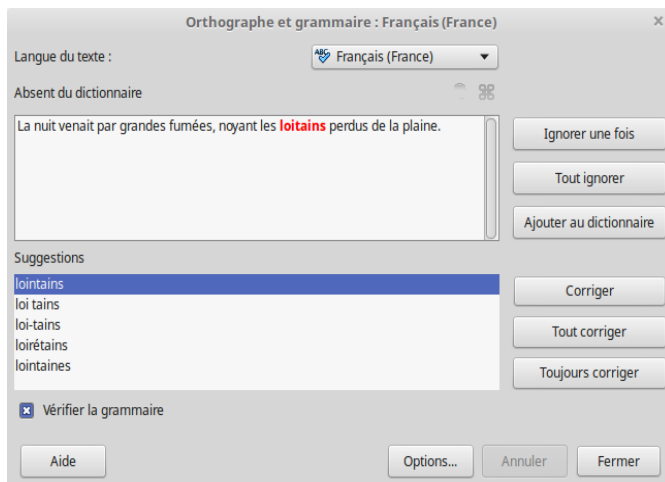 Orthographe et grammaire : Français (France)
Langue du texte :
Français (France)
Absent du dictionnaire
La nuit venait par grandes fumées, noyant les loitains perdus de la plaine.
Ignorer une fois
Tout ignorer
Ajouter au dictionnaire
Suggestions
lointains
loi tains
loi-tains
loirétains
lointaines
Corriger
Tout corriger
Toujours corriger
Vérifier la grammaire
Aide
Options...
Annuler
Fermer